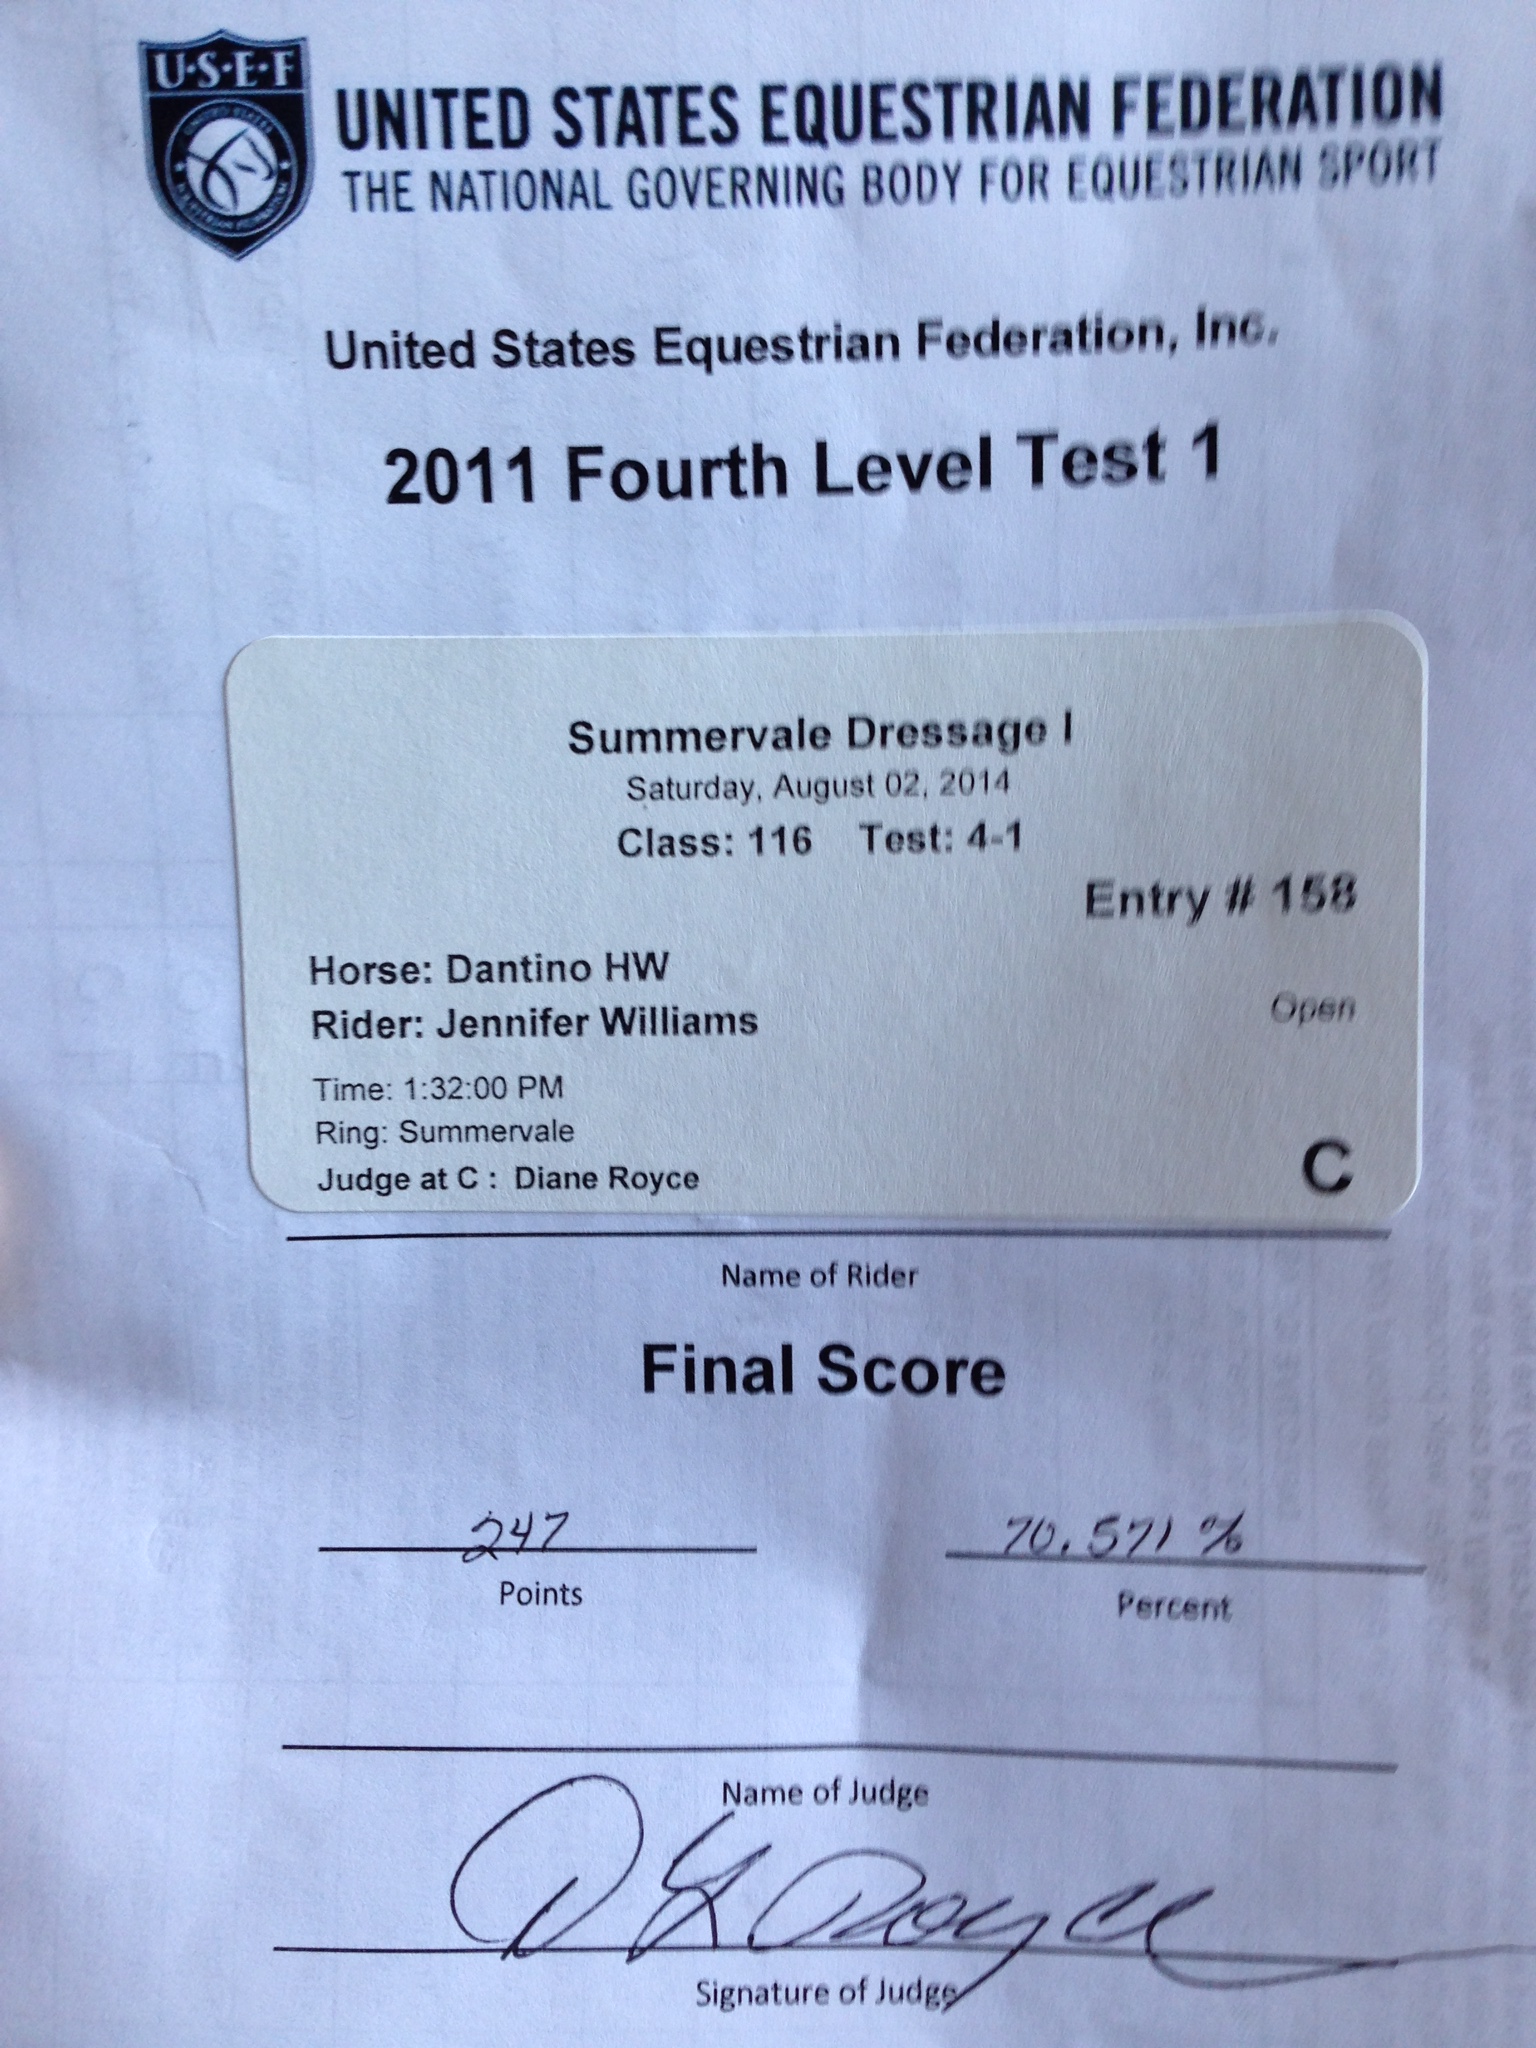 U·S·E·F
UNITED STATES EQUESTRIAN FEDERATION
THE NATIONAL GOVERNING BODY FOR EQUESTRIAN SPORT
United States Equestrian Federation, Inc.
2011 Fourth Level Test 1
Summervale Dressage I
Saturday, August 02, 2014
Class: 116 Test: 4-1
Entry # 158
Horse: Dantino HW
Rider: Jennifer Williams
Open
Time: 1:32:00 PM
Ring: Summervale
Judge at C : Diane Royce
C
Name of Rider
Final Score
247 70.571 %
Points Percent
Name of Judge
D L Royce
Signature of Judge